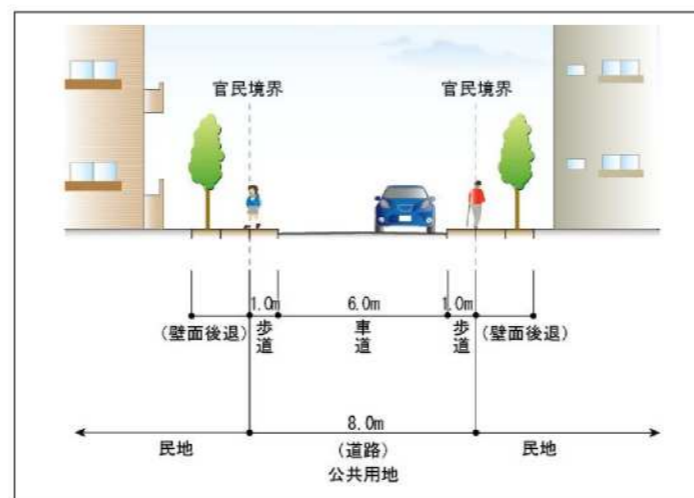 官民境界
官民境界
1.0m
6.0m
1.0m
(壁面後退)
歩道
車道
歩道
(壁面後退)
8.0m
民地
(道路)
民地
公共用地